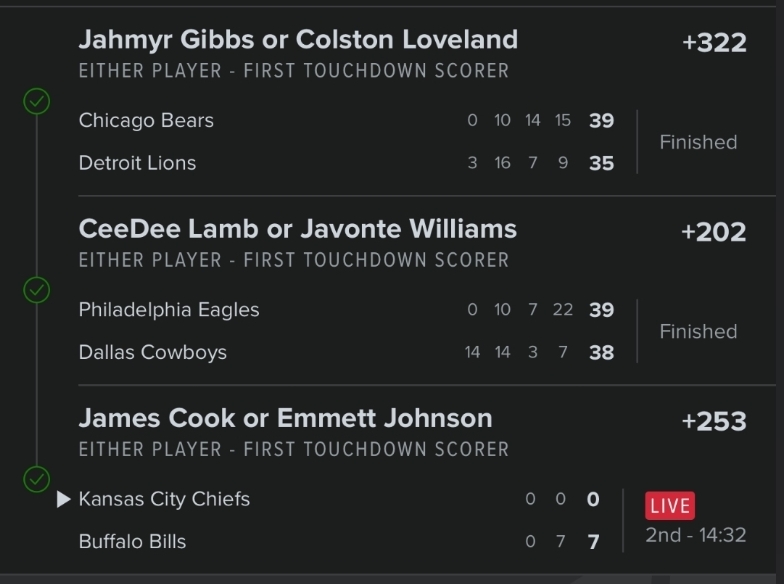 Jahmyr Gibbs or Colston Loveland +322
EITHER PLAYER - FIRST TOUCHDOWN SCORER
Chicago Bears 0 10 14 15 39
Finished
Detroit Lions 3 16 7 9 35
CeeDee Lamb or Javonte Williams +202
EITHER PLAYER - FIRST TOUCHDOWN SCORER
Philadelphia Eagles 0 10 7 22 39
Finished
Dallas Cowboys 14 14 3 7 38
James Cook or Emmett Johnson +253
EITHER PLAYER - FIRST TOUCHDOWN SCORER
Kansas City Chiefs 0 0 0
LIVE
2nd - 14:32
Buffalo Bills 0 7 7